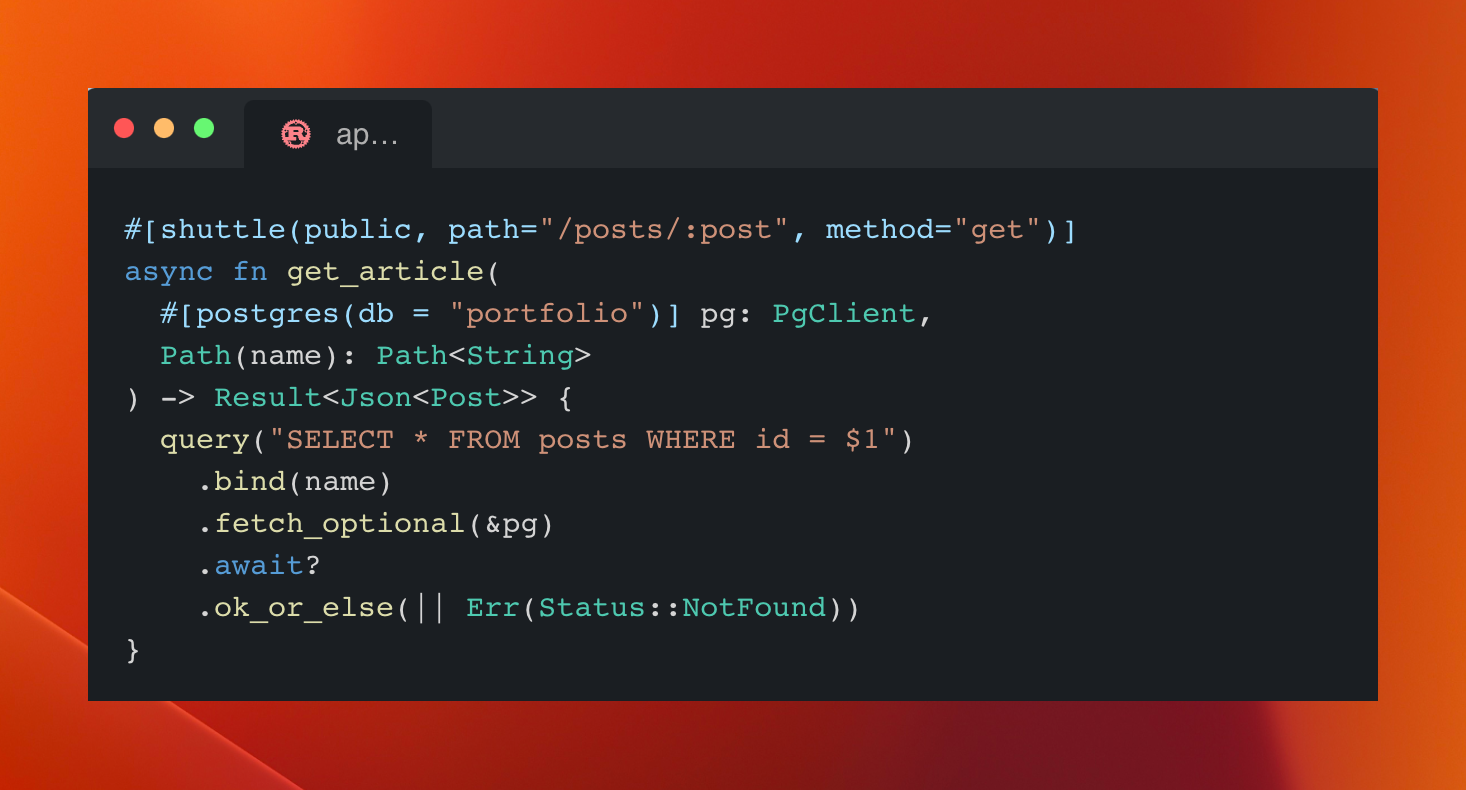 ap...
#[shuttle(public, path="/posts/:post", method="get")]
async fn get_article(
  #[postgres(db = "portfolio")] pg: PgClient,
  Path(name): Path<String>
) -> Result<Json<Post>> {
  query("SELECT * FROM posts WHERE id = $1")
    .bind(name)
    .fetch_optional(&pg)
    .await?
    .ok_or_else(|| Err(Status::NotFound))
}